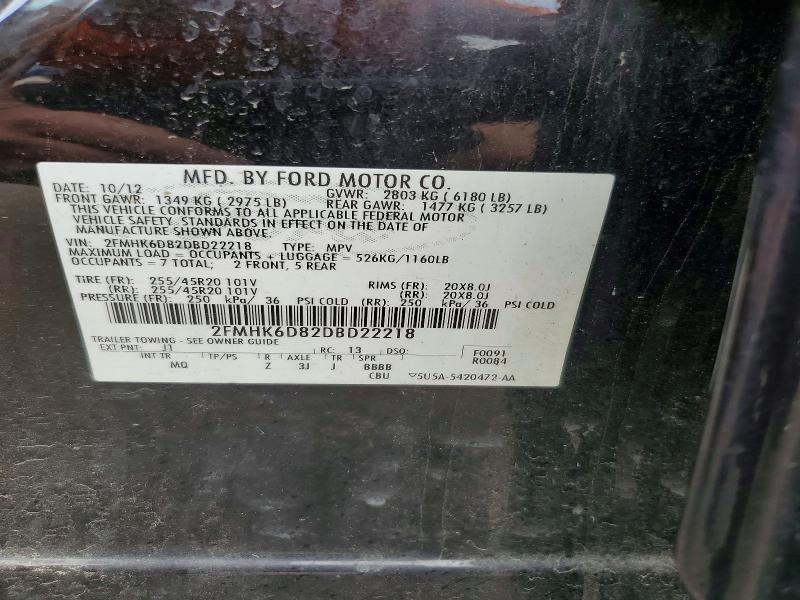 MFD. BY FORD MOTOR CO.
DATE: 10/12 GVWR: 2803 KG ( 6180 LB)
FRONT GAWR: 1349 KG ( 2975 LB) REAR GAWR: 1477 KG ( 3257 LB)
THIS VEHICLE CONFORMS TO ALL APPLICABLE FEDERAL MOTOR
VEHICLE SAFETY STANDARDS IN EFFECT ON THE DATE OF
MANUFACTURE SHOWN ABOVE
VIN: 2FMHK6D82DBD22218 TYPE: MPV
MAXIMUM LOAD = OCCUPANTS + LUGGAGE = 526KG/1160LB
OCCUPANTS = 7 TOTAL; 2 FRONT, 5 REAR
TIRE (FR): 255/45R20 101V RIMS (FR): 20X8.0J
(RR): 255/45R20 101V (RR): 20X8.0J
PRESSURE (FR): 250 kPa/ 36 PSI COLD (RR): 250 kPa/ 36 PSI COLD
2FMHK6D82DBD22218
TRAILER TOWING - SEE OWNER GUIDE
EXT PNT: J1 RC: 13 DSO: F0091
INT TR TP/PS R AXLE TR SPR R0084
MQ Z 3J J BBBB
CBU 5U5A-5420472-AA